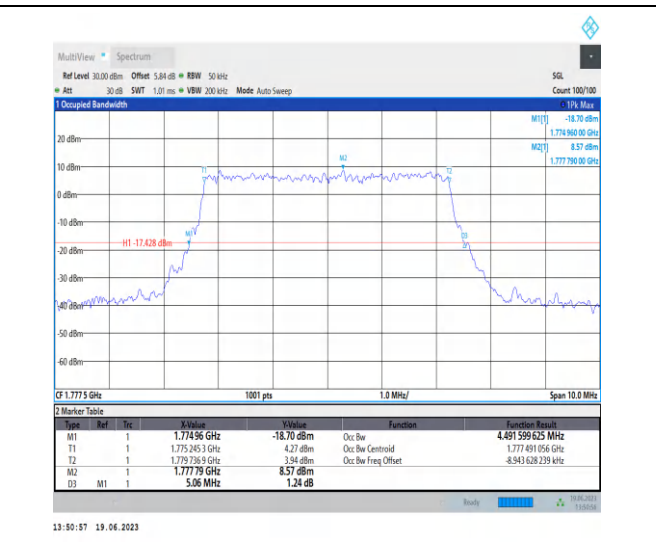 MultiView Spectrum
Ref Level 30.00 dBm Offset 5.84 dB RBW 50 kHz SGL
Att 30 dB SWT 1.01 ms VBW 200 kHz Mode Auto Sweep Count 100/100
1 Occupied Bandwidth 1Pk Max
M1[1] -18.70 dBm
1.774 960 00 GHz
M2[1] 8.57 dBm
1.777 790 00 GHz
20 dBm
M2
10 dBm
T1 T2
0 dBm
-10 dBm
M1 D3
H1 -17.428 dBm
-20 dBm
-30 dBm
-40 dBm
-50 dBm
-60 dBm
CF 1.777 5 GHz 1001 pts 1.0 MHz/ Span 10.0 MHz
2 Marker Table
Type Ref Trc X-Value Y-Value Function Function Result
M1 1 1.774 96 GHz -18.70 dBm Occ Bw 4.491 599 625 MHz
T1 1 1.775 245 3 GHz 4.27 dBm Occ Bw Centroid 1.777 491 056 GHz
T2 1 1.779 736 9 GHz 3.94 dBm Occ Bw Freq Offset -8.943 628 239 kHz
M2 1 1.777 79 GHz 8.57 dBm
D3 M1 1 5.06 MHz 1.24 dB
Ready 19.06.2023
13:50:56
13:50:57 19.06.2023